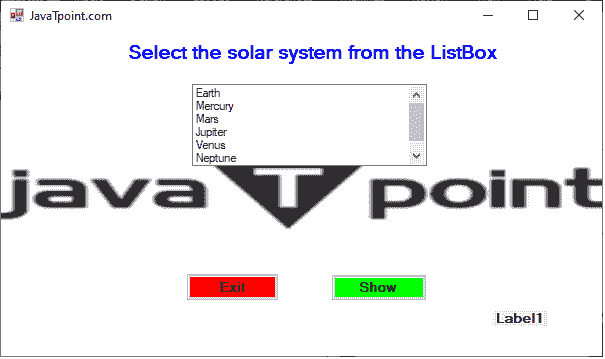 JavaTpoint.com
Select the solar system from the ListBox
Earth
Mercury
Mars
Jupiter
Venus
Neptune
java T point
Exit
Show
Label1